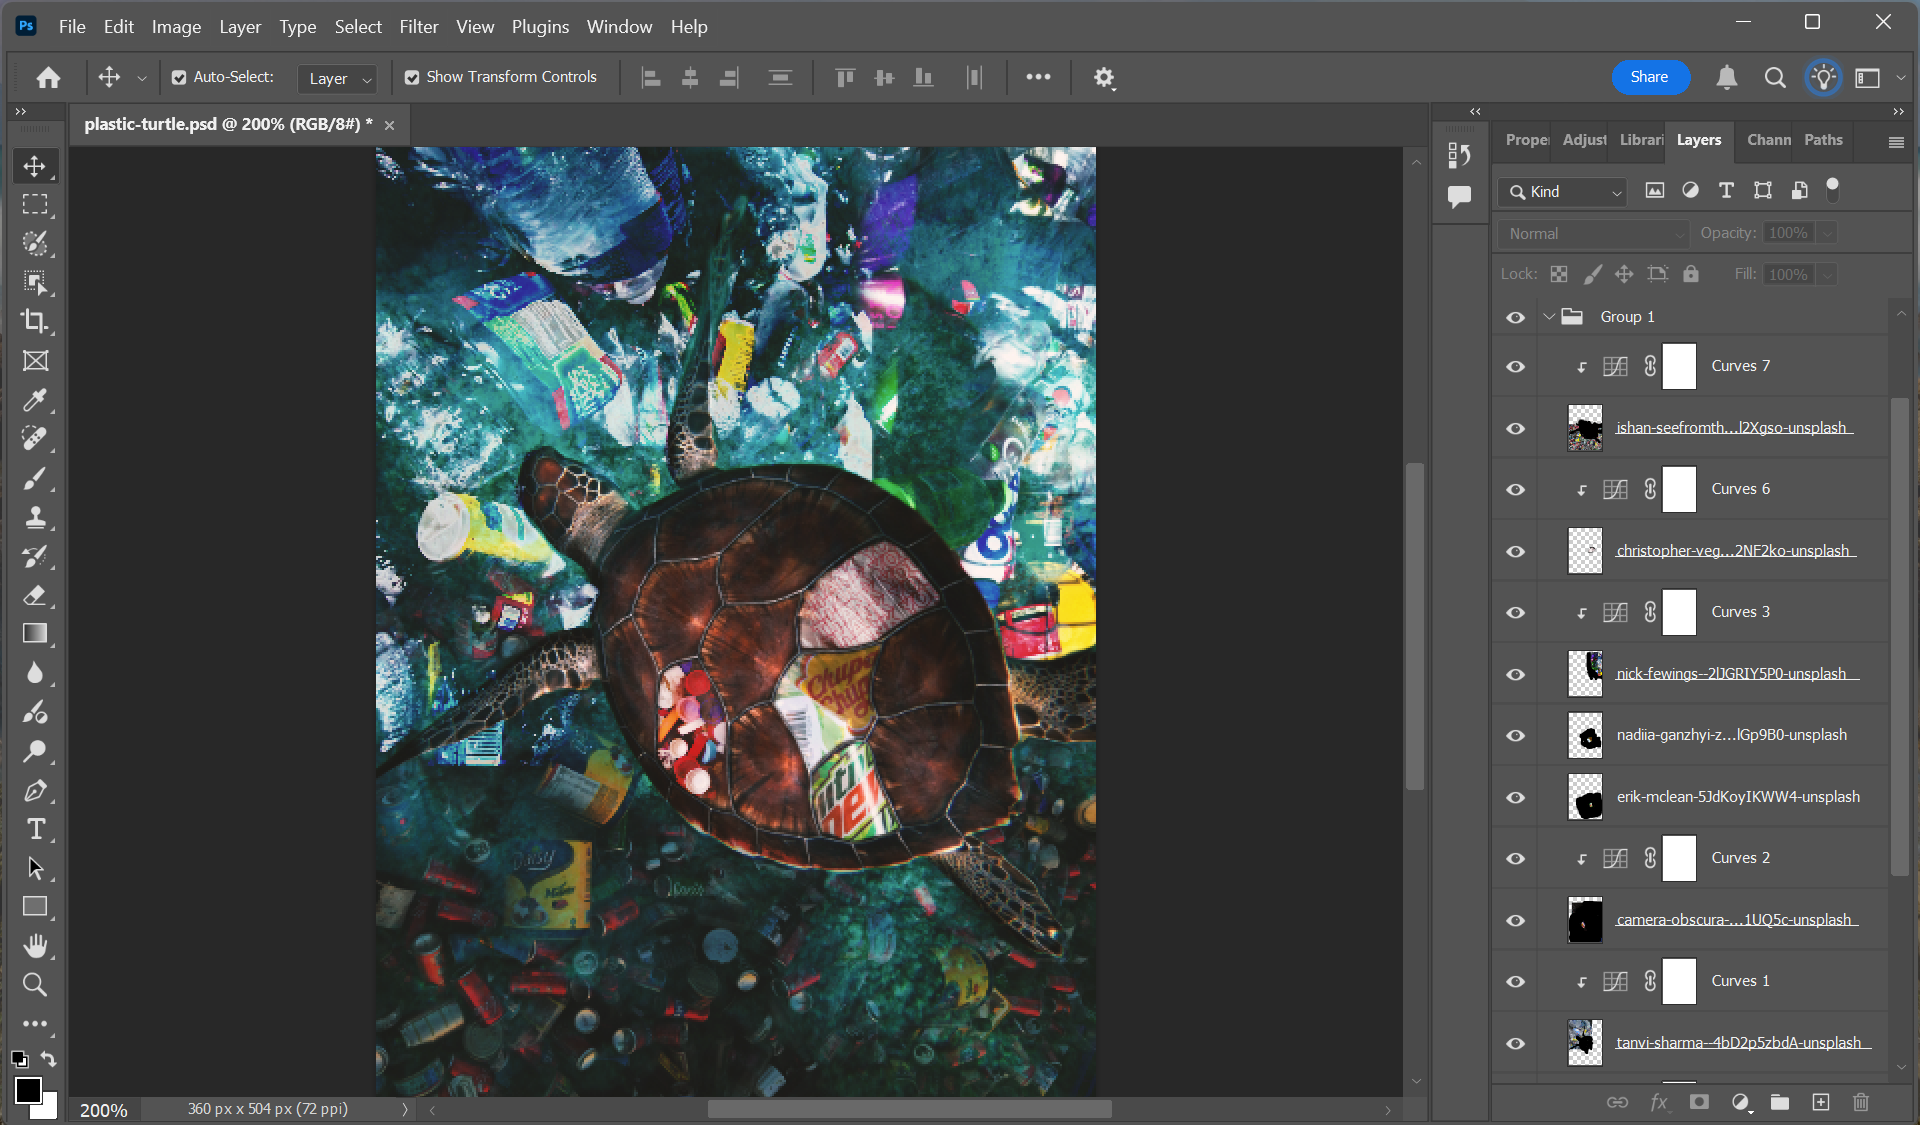 Ps File Edit Image Layer Type Select Filter View Plugins Window Help
Auto-Select: Layer Show Transform Controls Share
plastic-turtle.psd @ 200% (RGB/8#) *
Prope Adjust Librari Layers Chann Paths
Kind
Normal Opacity: 100%
Lock: Fill: 100%
Group 1
Curves 7
ishan-seefromth...l2Xgso-unsplash
Curves 6
christopher-veg...2NF2ko-unsplash
Curves 3
nick-fewings--2lJGRIY5P0-unsplash
nadiia-ganzhyi-z...lGp9B0-unsplash
erik-mclean-5JdKoyIKWW4-unsplash
Curves 2
camera-obscura-...1UQ5c-unsplash
Curves 1
tanvi-sharma--4bD2p5zbdA-unsplash
Chupa
Chups
Daisy
200% 360 px x 504 px (72 ppi)
fx